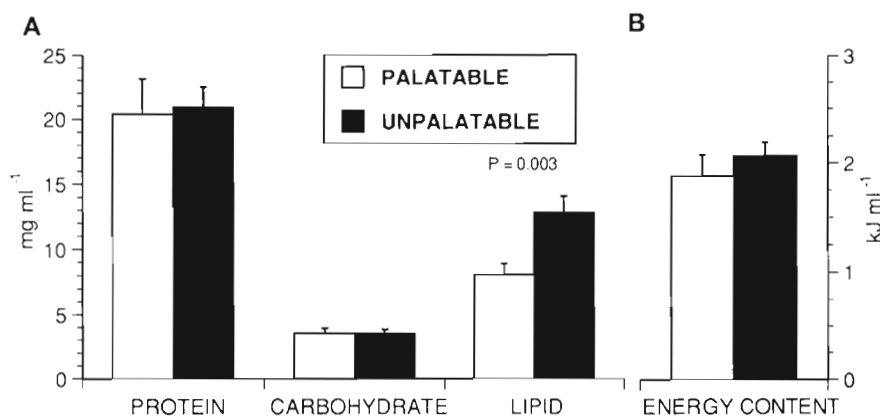 A
B
25
20
15
10
5
0
mg ml -1
PALATABLE
UNPALATABLE
P = 0.003
3
2
1
0
kJ ml -1
PROTEIN
CARBOHYDRATE
LIPID
ENERGY CONTENT